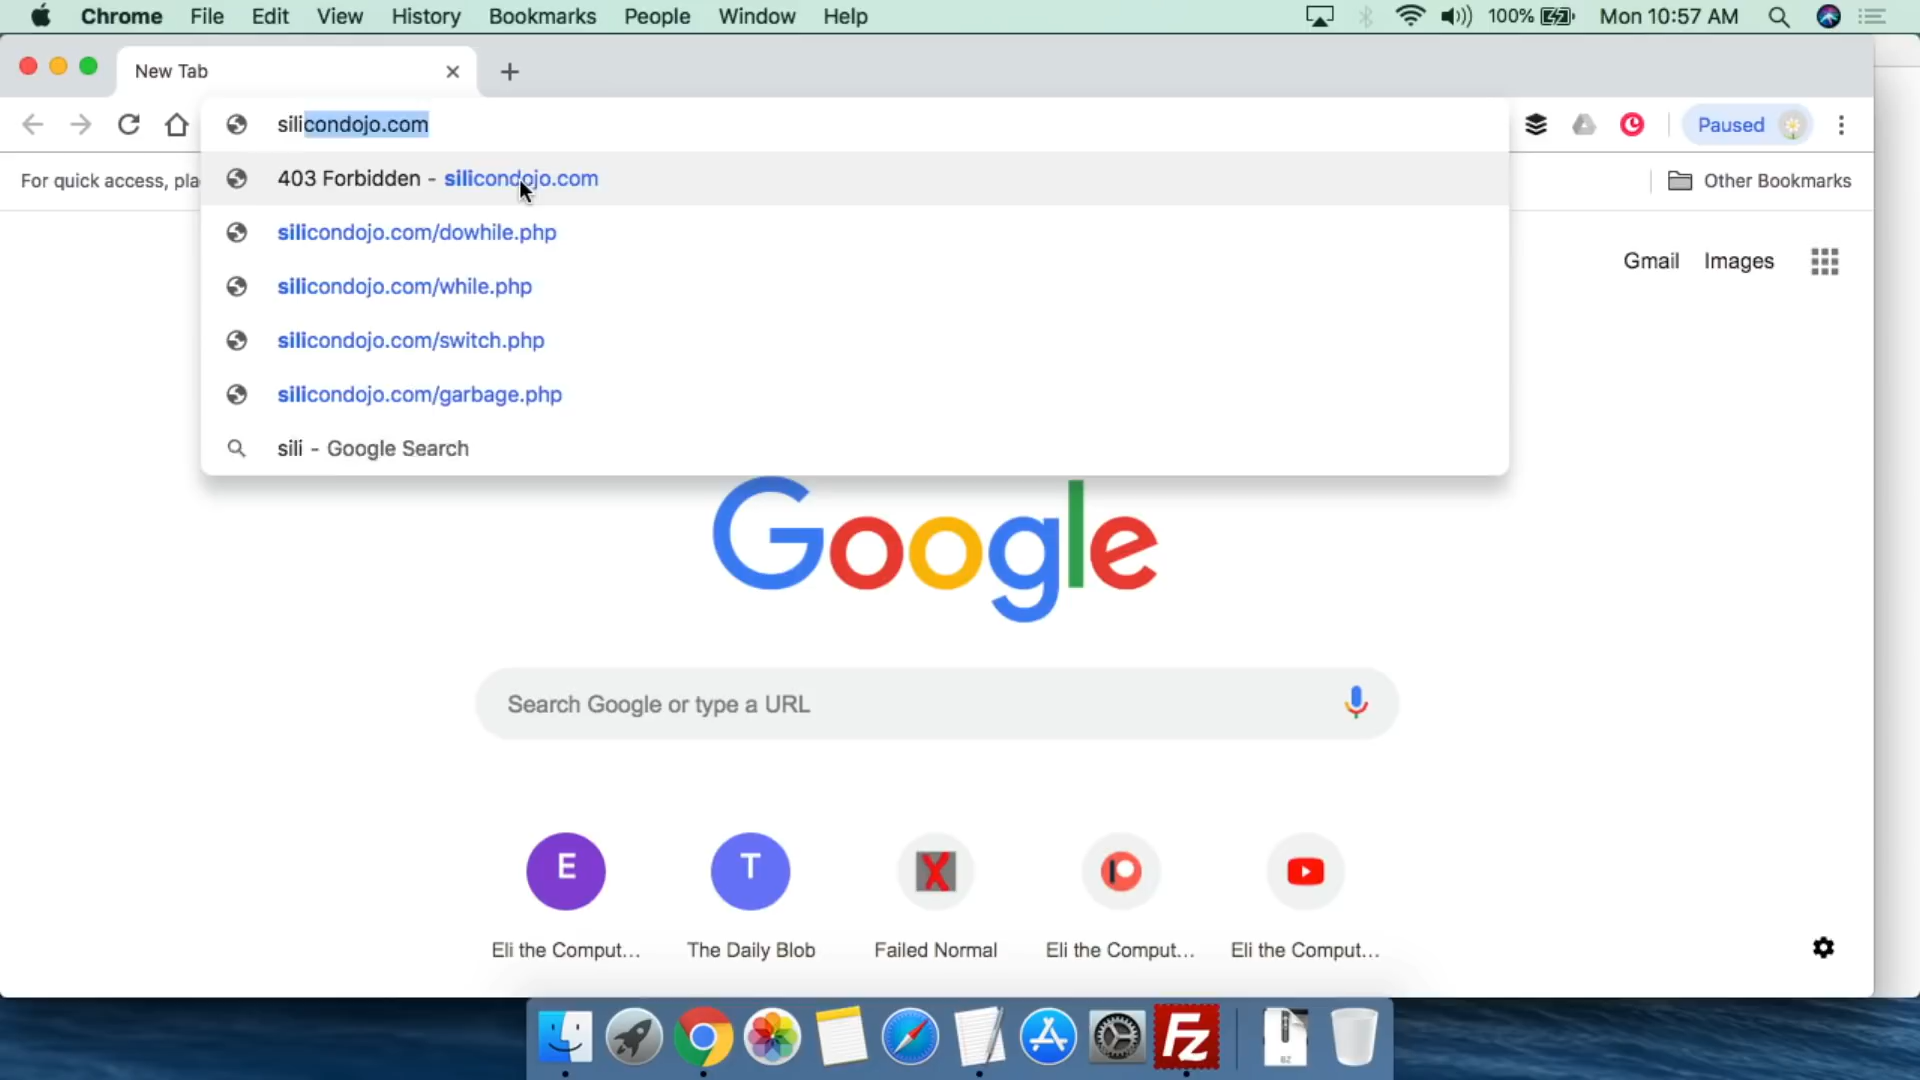 Chrome File Edit View History Bookmarks People Window Help 100% Mon 10:57 AM
New Tab
silicondojo.com
Paused
403 Forbidden - silicondojo.com
For quick access, pla
Other Bookmarks
silicondojo.com/dowhile.php
Gmail Images
silicondojo.com/while.php
silicondojo.com/switch.php
silicondojo.com/garbage.php
sili - Google Search
Google
Search Google or type a URL
E T X
Eli the Comput... The Daily Blob Failed Normal Eli the Comput... Eli the Comput...
FZ
BZ